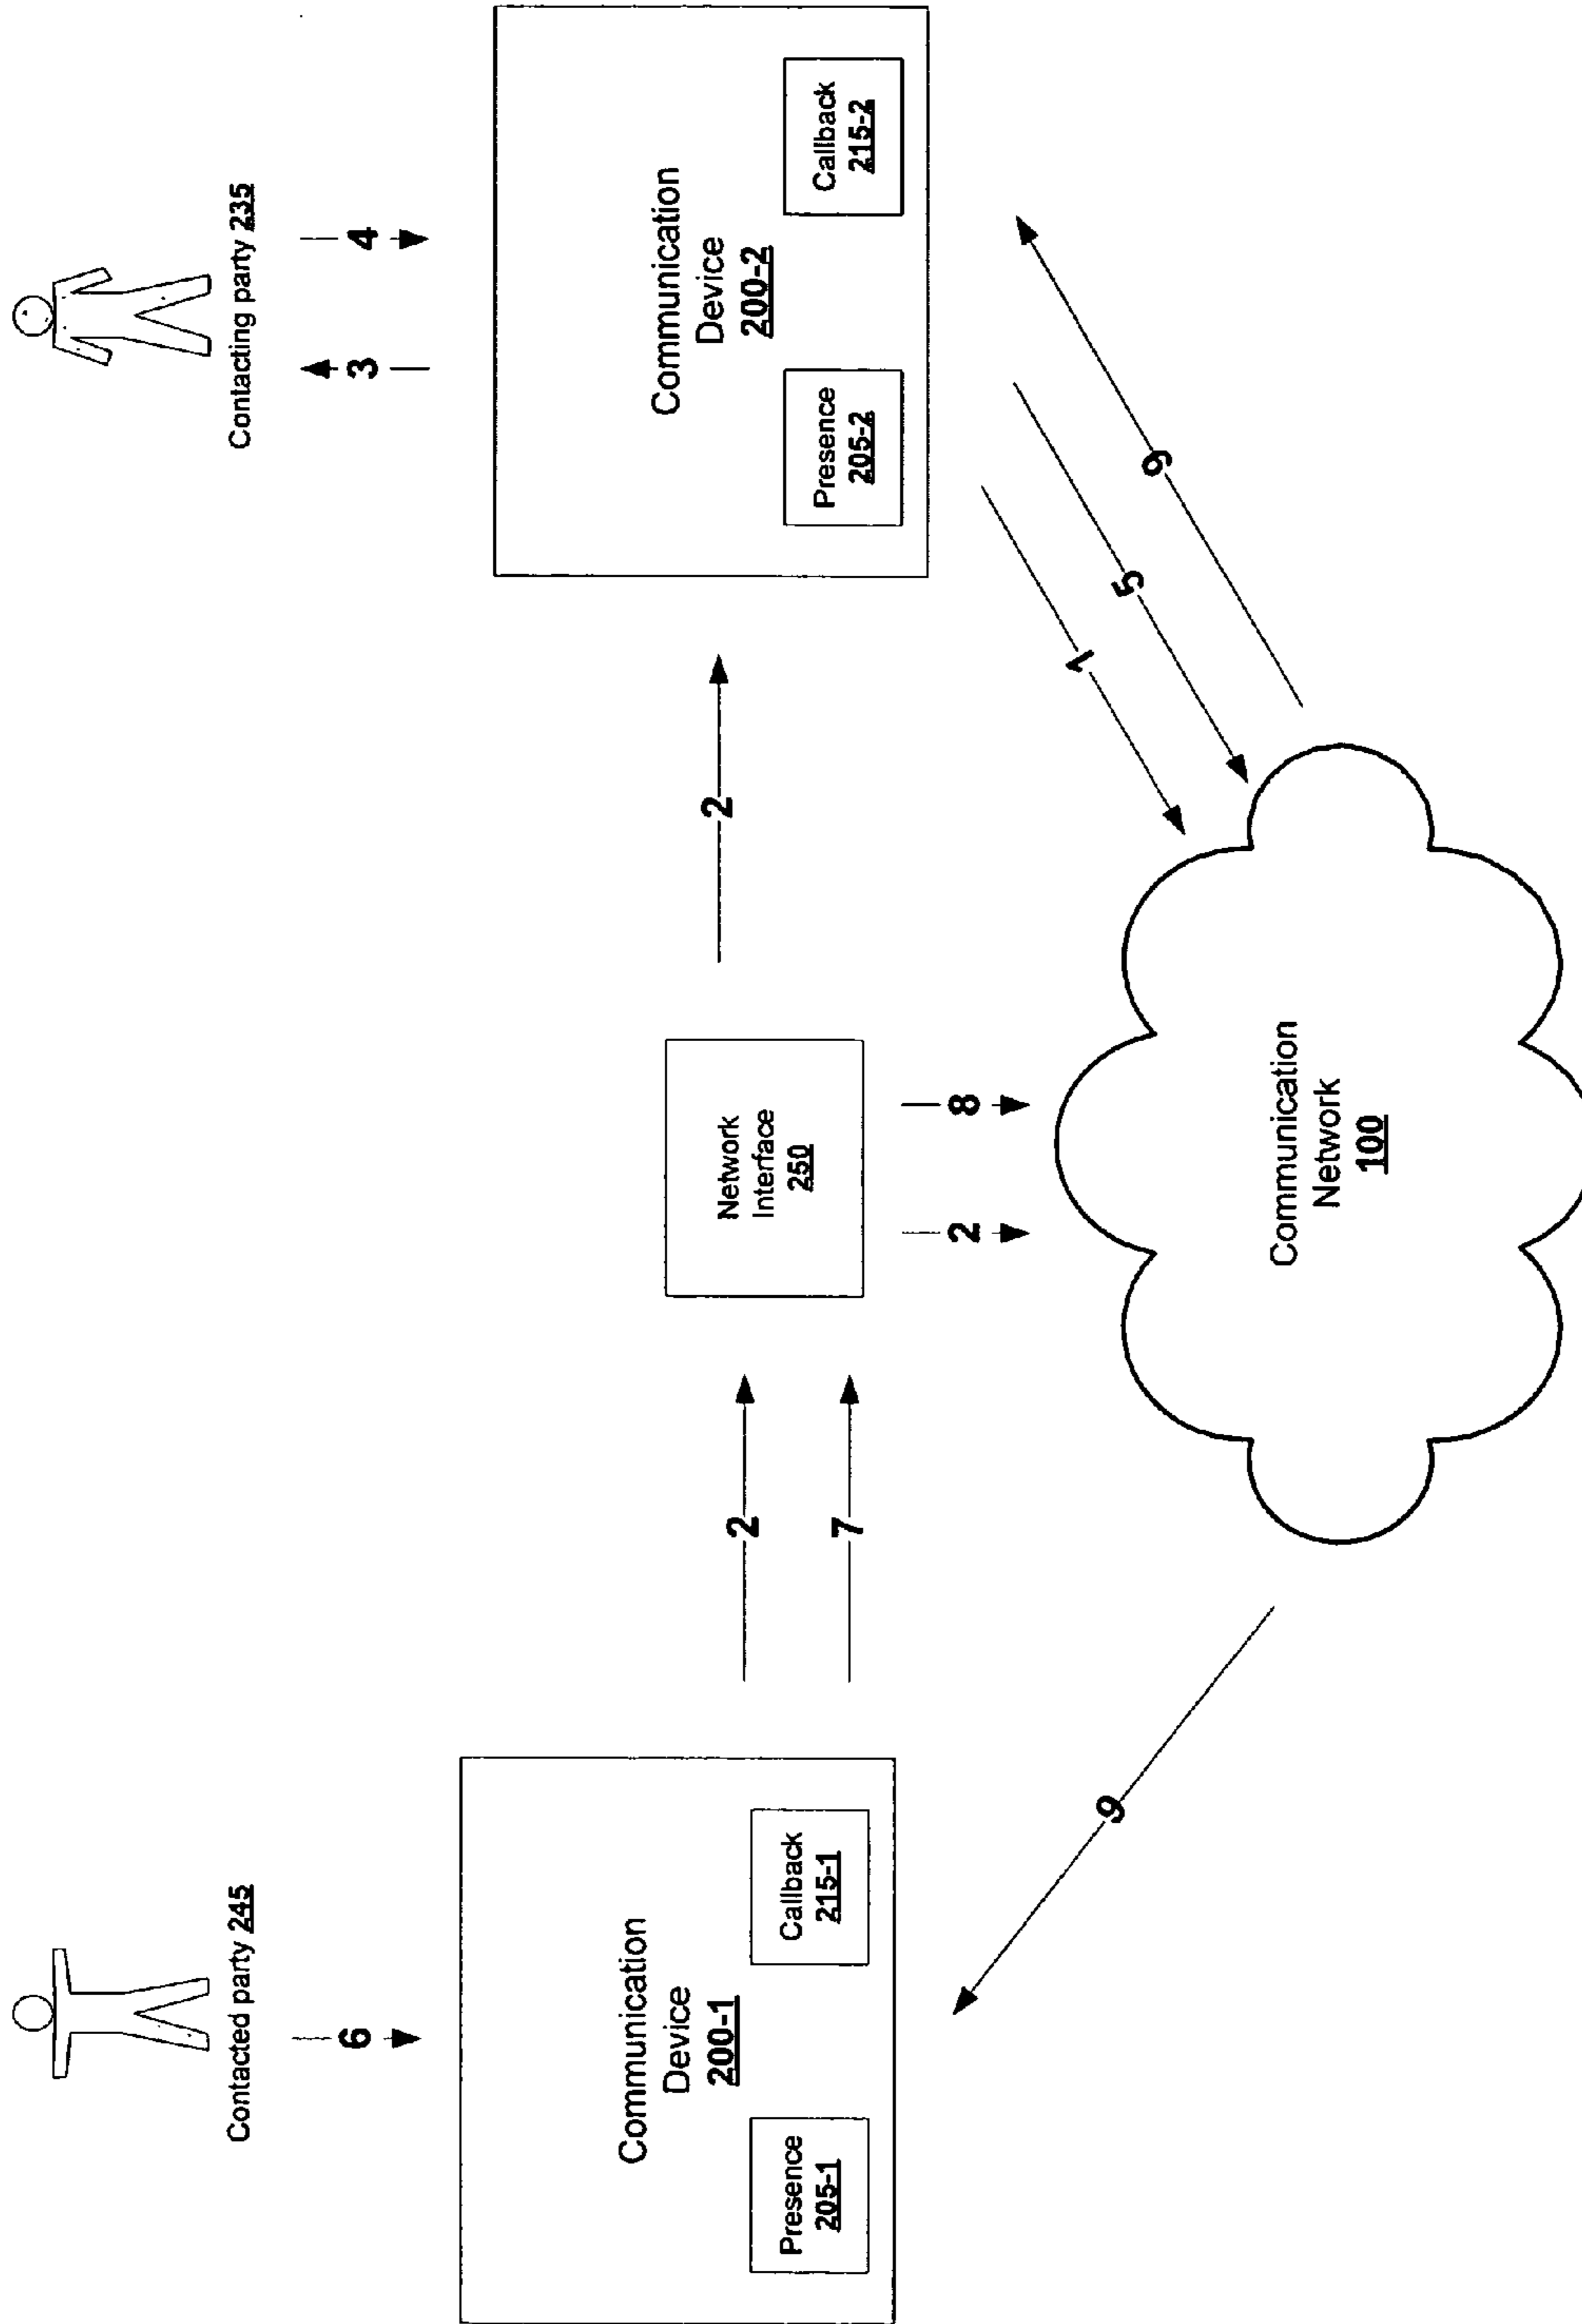 Contacted party 245
Contacting party 235
6
3
4
Communication
Device
200-1
Presence
205-1
Callback
215-1
2
7
Network
Interface
250
2
8
2
Communication
Device
200-2
Presence
205-2
Callback
215-2
1
5
9
9
Communication
Network
100